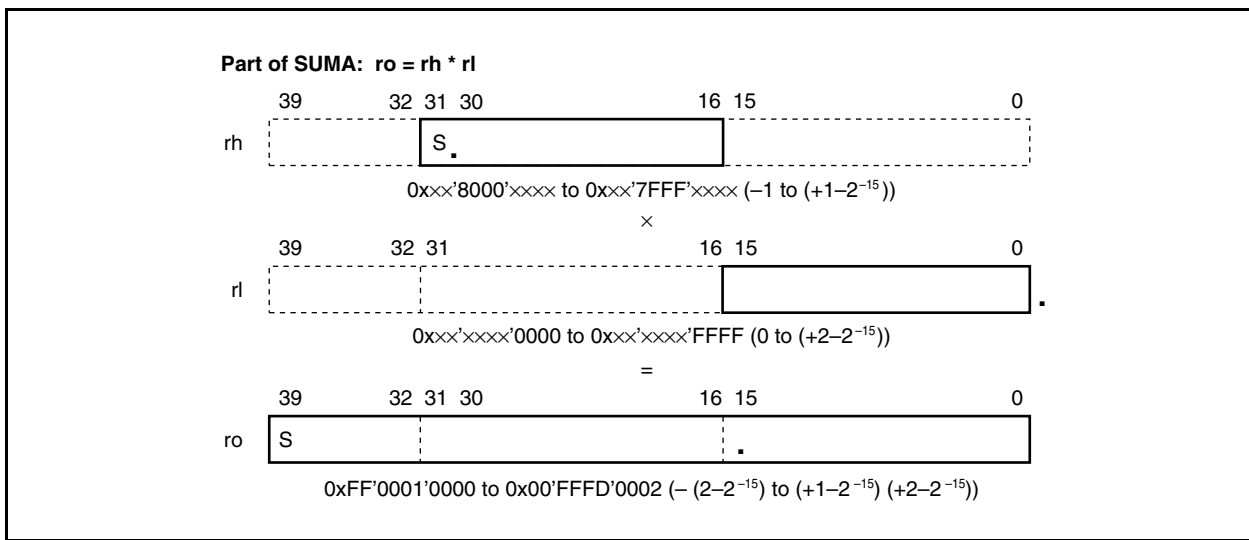 Part of SUMA: ro = rh * rl
39 32 31 30 16 15 0
rh S.
0x××'8000'×××× to 0x××'7FFF'×××× (–1 to (+1–2⁻¹⁵))
×
39 32 31 16 15 0
rl .
0x××'××××'0000 to 0x××'××××'FFFF (0 to (+2–2⁻¹⁵))
=
39 32 31 30 16 15 0
ro S .
0xFF'0001'0000 to 0x00'FFFD'0002 (– (2–2⁻¹⁵) to (+1–2⁻¹⁵) (+2–2⁻¹⁵))